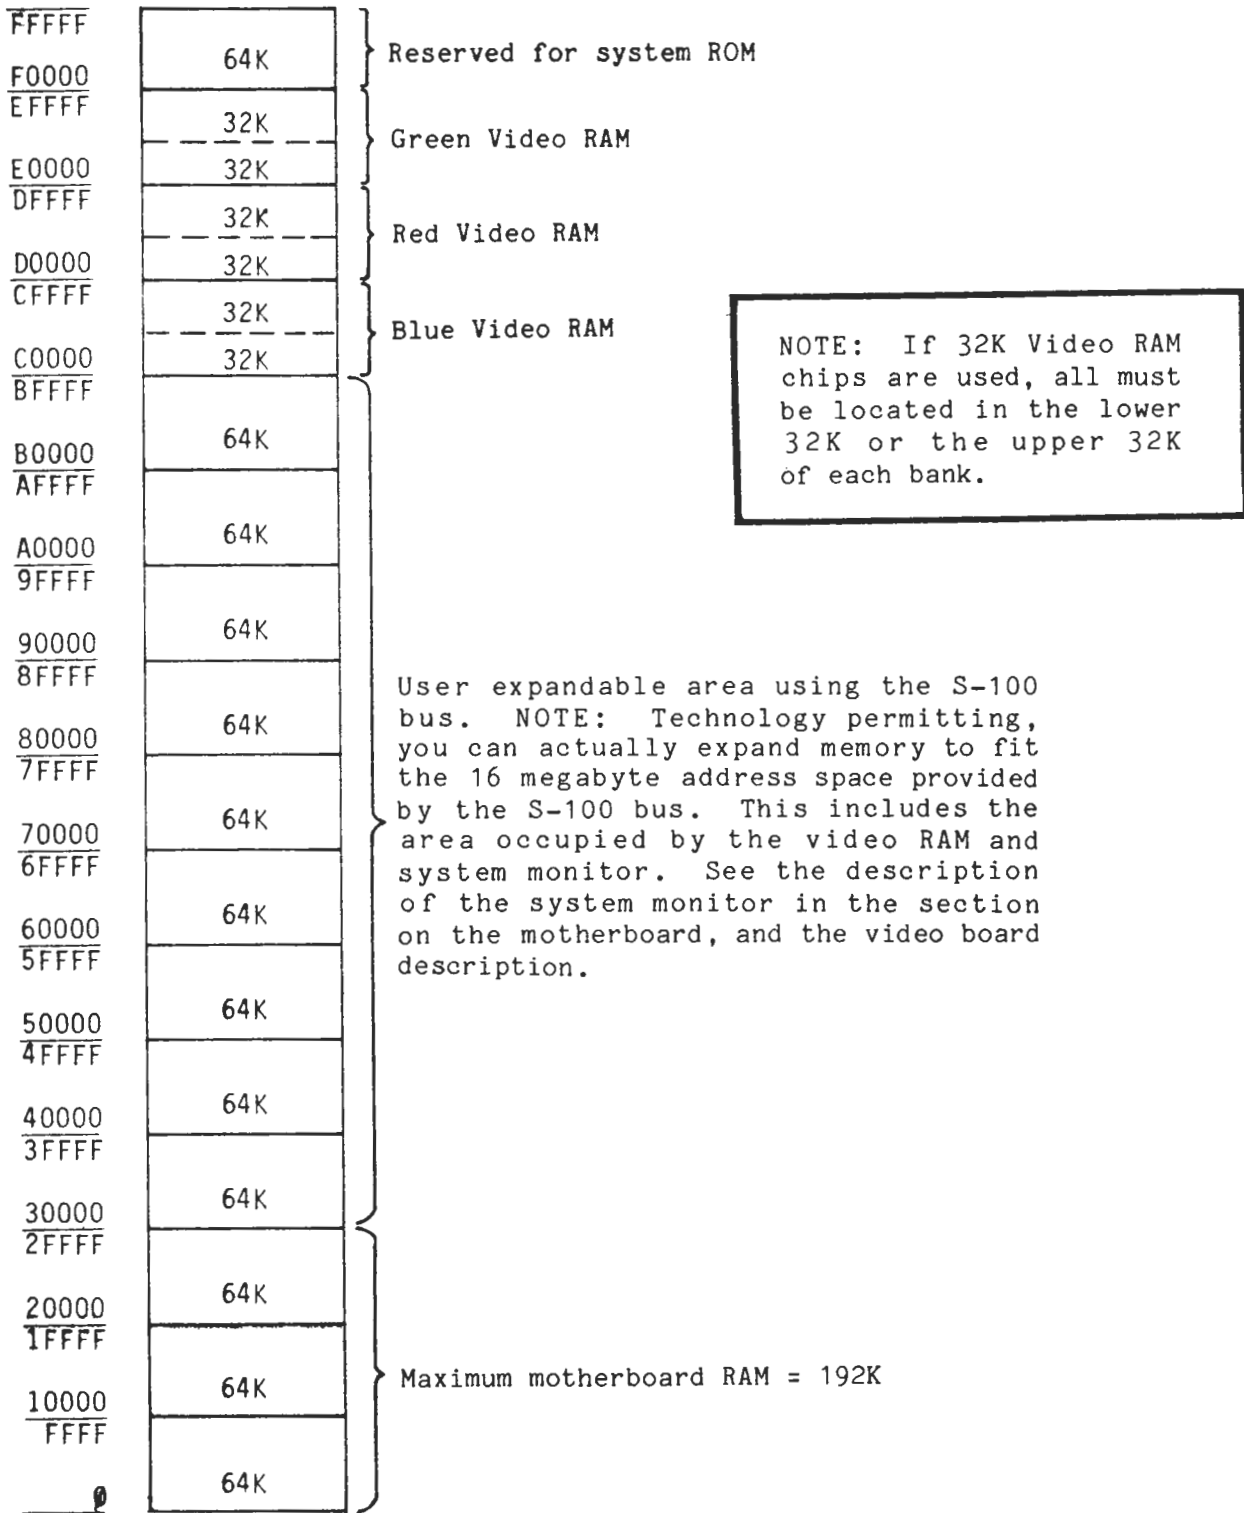 FFFFF
64K
Reserved for system ROM
F0000
EFFFF
32K
Green Video RAM
32K
E0000
DFFFF
32K
Red Video RAM
32K
D0000
CFFFF
32K
Blue Video RAM
32K
C0000
BFFFF
NOTE: If 32K Video RAM
chips are used, all must
be located in the lower
32K or the upper 32K
of each bank.
64K
B0000
AFFFF
64K
A0000
9FFFF
64K
90000
8FFFF
64K
80000
7FFFF
64K
70000
6FFFF
64K
60000
5FFFF
User expandable area using the S-100
bus. NOTE: Technology permitting,
you can actually expand memory to fit
the 16 megabyte address space provided
by the S-100 bus. This includes the
area occupied by the video RAM and
system monitor. See the description
of the system monitor in the section
on the motherboard, and the video board
description.
64K
50000
4FFFF
64K
40000
3FFFF
64K
30000
2FFFF
64K
20000
1FFFF
64K
Maximum motherboard RAM = 192K
10000
FFFF
64K
0